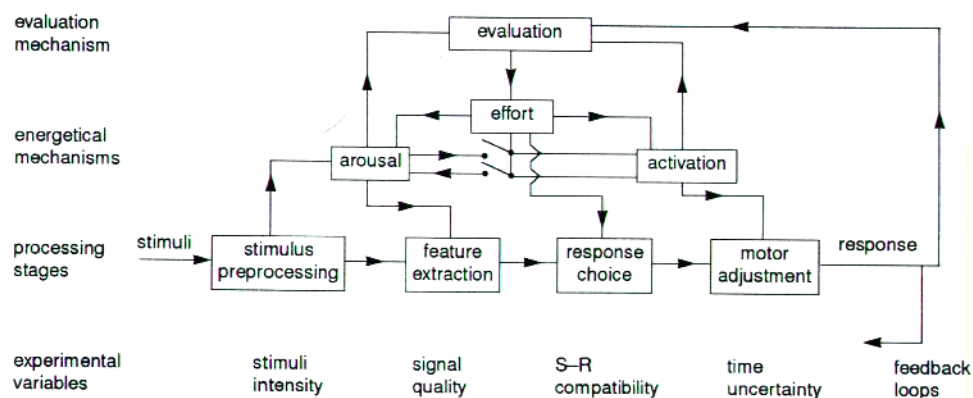 evaluation
mechanism
evaluation
effort
energetical
mechanisms
arousal
activation
processing
stages
stimuli
stimulus
preprocessing
feature
extraction
response
choice
motor
adjustment
response
experimental
variables
stimuli
intensity
signal
quality
S–R
compatibility
time
uncertainty
feedback
loops